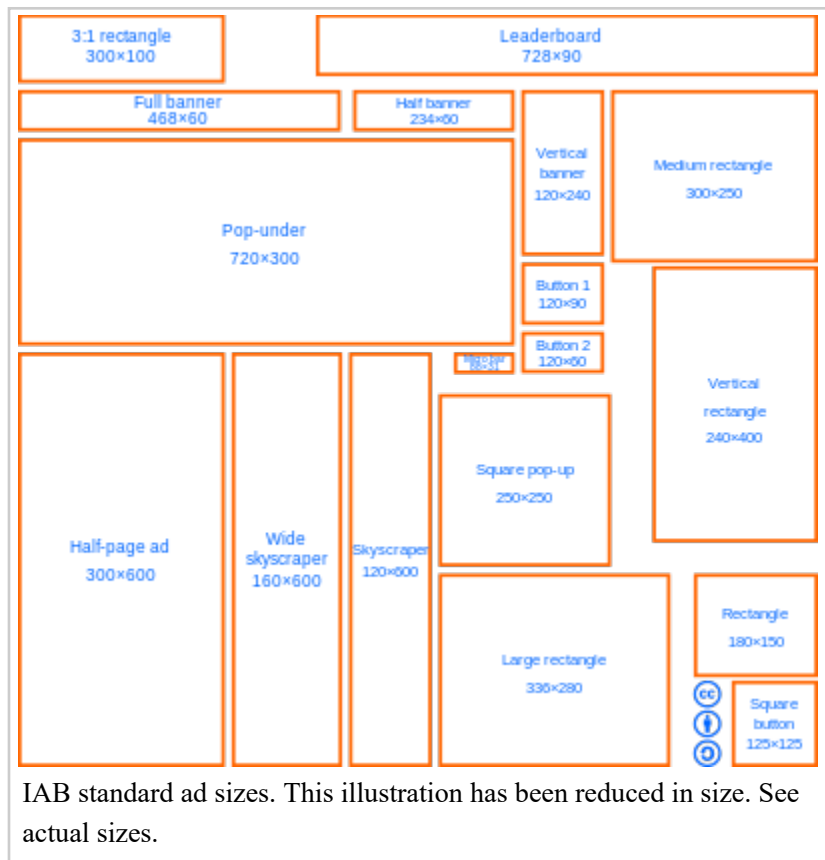 3:1 rectangle
300×100
Leaderboard
728×90
Full banner
468×60
Half banner
234×60
Vertical
banner
120×240
Medium rectangle
300×250
Pop-under
720×300
Button 1
120×90
Button 2
120×60
88×31
Vertical
rectangle
240×400
Square pop-up
250×250
Half-page ad
300×600
Wide
skyscraper
160×600
Skyscraper
120×600
Large rectangle
336×280
Rectangle
180×150
cc
Square
button
125×125
IAB standard ad sizes. This illustration has been reduced in size. See
actual sizes.